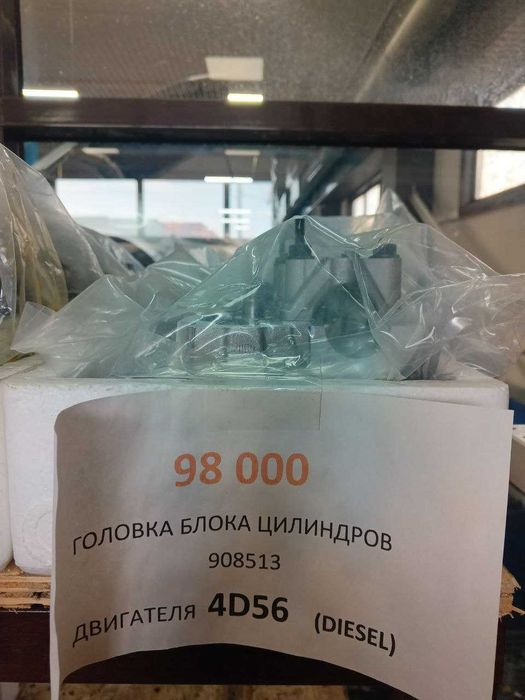 98 000
ГОЛОВКА БЛОКА ЦИЛИНДРОВ
908513
ДВИГАТЕЛЯ 4D56 (DIESEL)